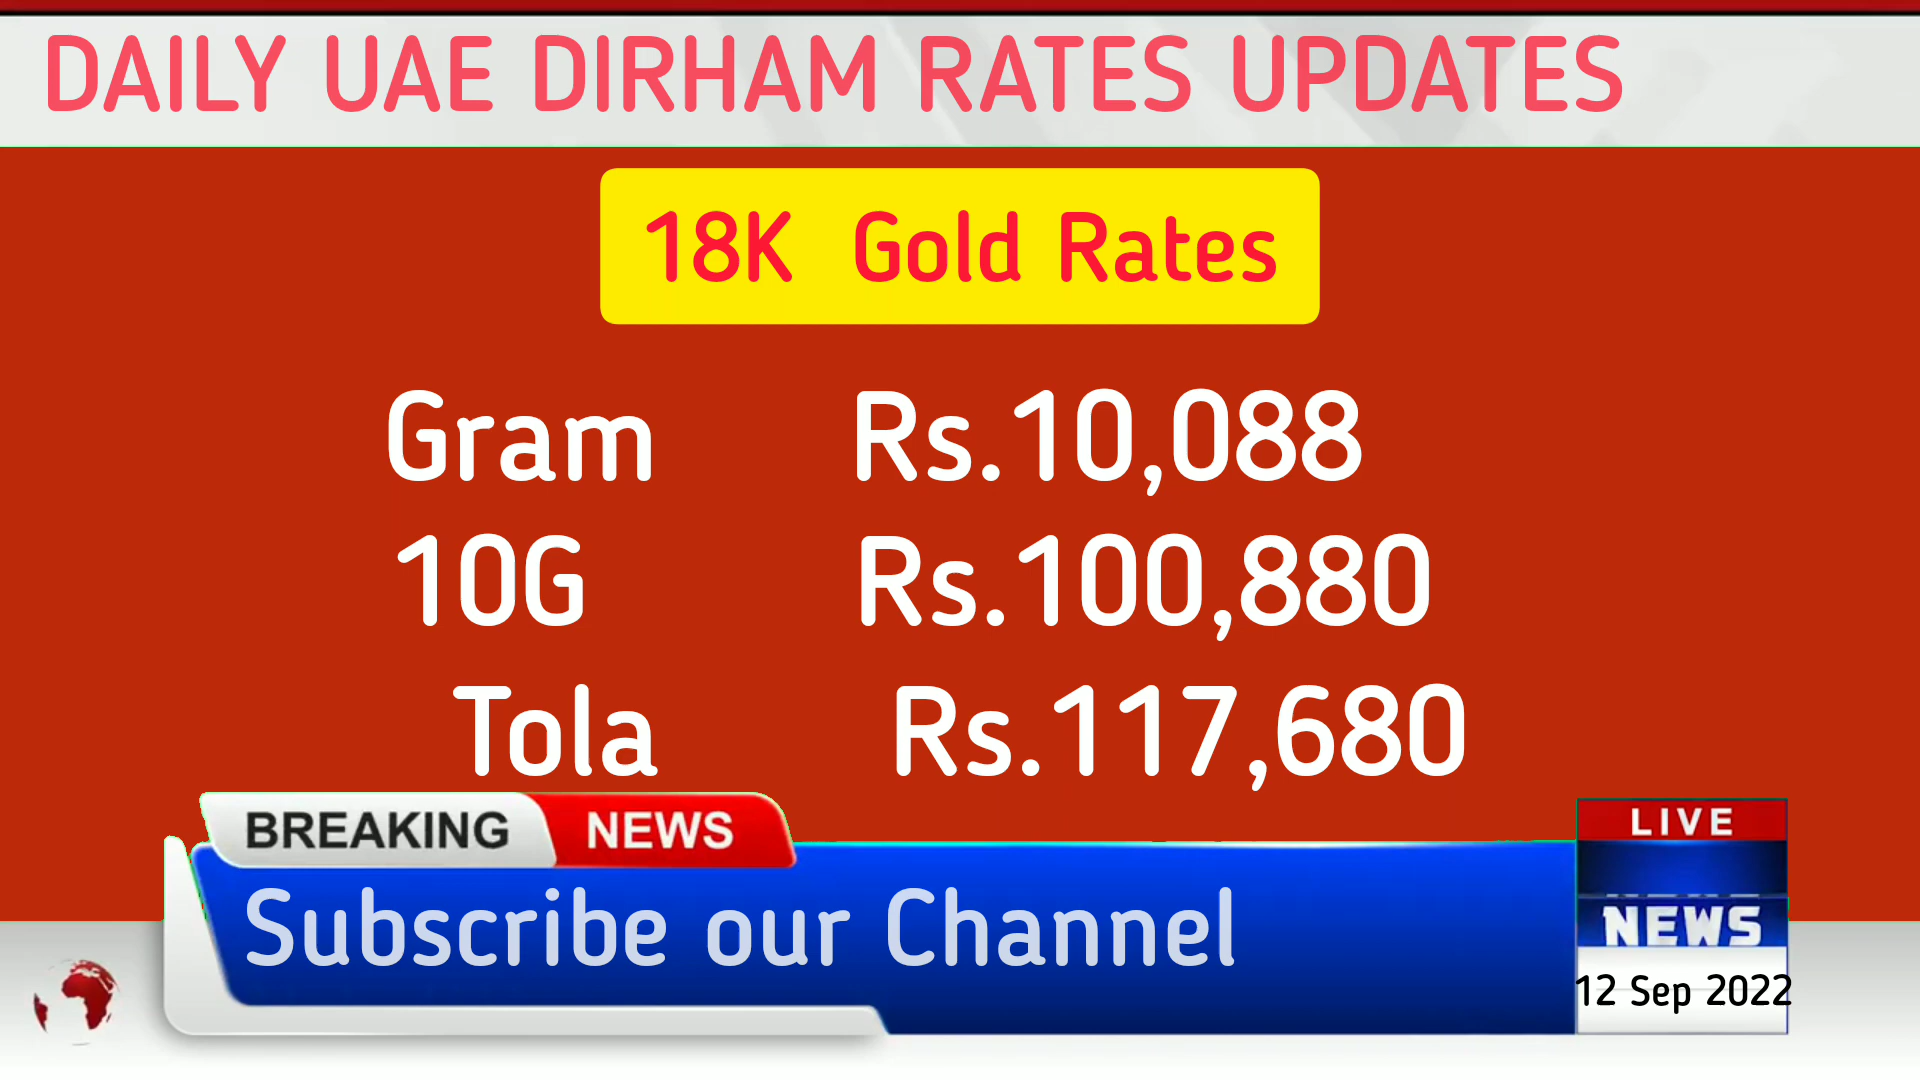 DAILY UAE DIRHAM RATES UPDATES
18K Gold Rates
Gram Rs.10,088
10G Rs.100,880
Tola Rs.117,680
BREAKING NEWS
Subscribe our Channel
LIVE
NEWS
12 Sep 2022